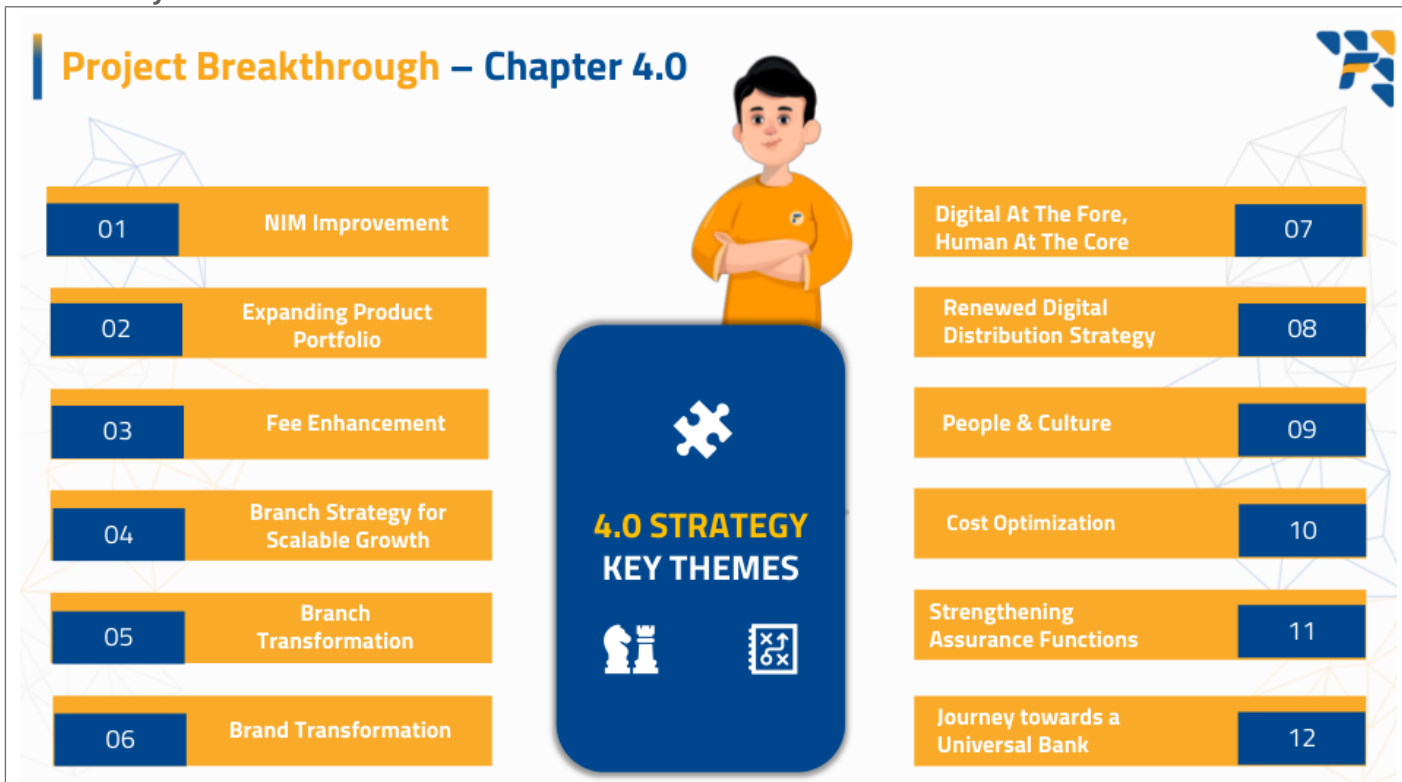 Project Breakthrough – Chapter 4.0
01
NIM Improvement
02
Expanding Product
Portfolio
03
Fee Enhancement
04
Branch Strategy for
Scalable Growth
05
Branch
Transformation
06
Brand Transformation
4.0 STRATEGY
KEY THEMES
Digital At The Fore,
Human At The Core
07
Renewed Digital
Distribution Strategy
08
People & Culture
09
Cost Optimization
10
Strengthening
Assurance Functions
11
Journey towards a
Universal Bank
12